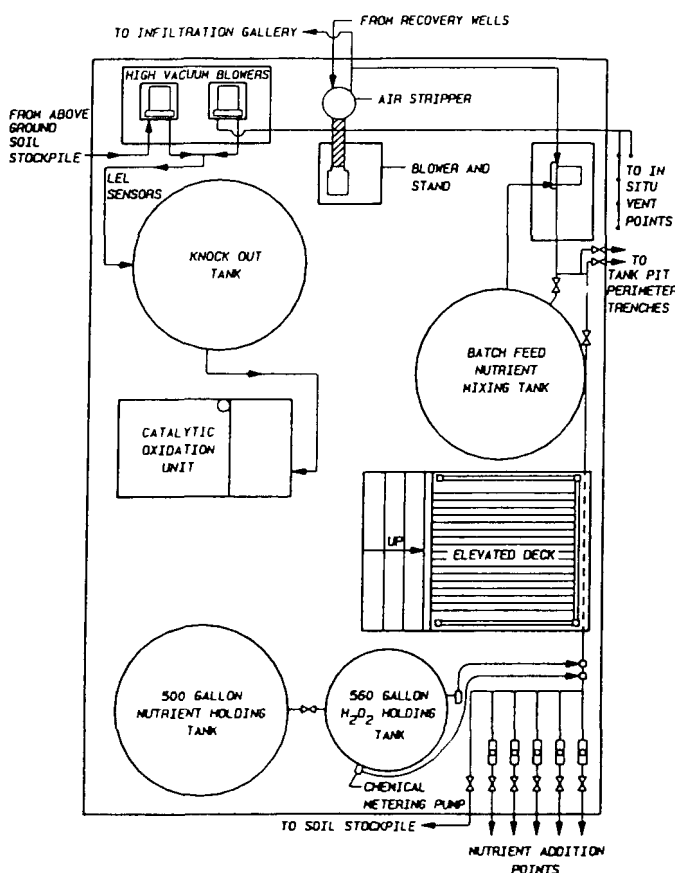 FROM RECOVERY WELLS
TO INFILTRATION GALLERY
HIGH VACUUM BLOWERS
AIR STRIPPER
FROM ABOVE
GROUND
SOIL
STOCKPILE
LEL
SENSORS
BLOWER AND
STAND
TO IN
SITU
VENT
POINTS
KNOCK OUT
TANK
TO
TANK PIT
PERIMETER
TRENCHES
BATCH FEED
NUTRIENT
MIXING TANK
CATALYTIC
OXIDATION
UNIT
UP
ELEVATED DECK
500 GALLON
NUTRIENT HOLDING
TANK
560 GALLON
H2O2 HOLDING
TANK
CHEMICAL
METERING PUMP
TO SOIL STOCKPILE
NUTRIENT ADDITION
POINTS